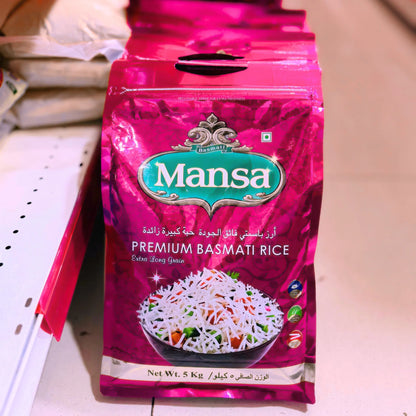 Basmati
Mansa
أرز بسمتي فائق الجودة حبة كبيرة زائدة
PREMIUM BASMATI RICE
Extra Long Grain
Net Wt. 5 Kg / الوزن الصافي ٥ كيلو